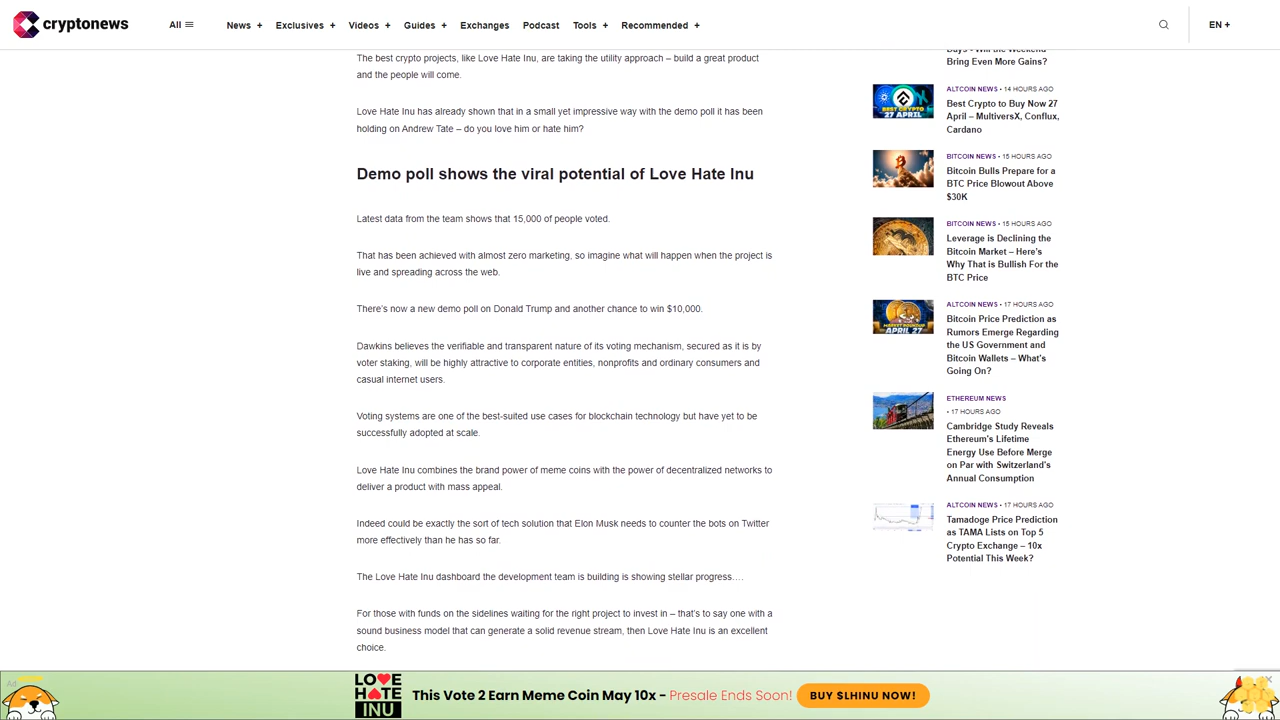 cryptonews
All
News +
Exclusives +
Videos +
Guides +
Exchanges
Podcast
Tools +
Recommended +
EN +
The best crypto projects, like Love Hate Inu, are taking the utility approach – build a great product
and the people will come.
Love Hate Inu has already shown that in a small yet impressive way with the demo poll it has been
holding on Andrew Tate – do you love him or hate him?
Demo poll shows the viral potential of Love Hate Inu
Latest data from the team shows that 15,000 of people voted.
That has been achieved with almost zero marketing, so imagine what will happen when the project is
live and spreading across the web.
There's now a new demo poll on Donald Trump and another chance to win $10,000.
Dawkins believes the verifiable and transparent nature of its voting mechanism, secured as it is by
voter staking, will be highly attractive to corporate entities, nonprofits and ordinary consumers and
casual internet users.
Voting systems are one of the best-suited use cases for blockchain technology but have yet to be
successfully adopted at scale.
Love Hate Inu combines the brand power of meme coins with the power of decentralized networks to
deliver a product with mass appeal.
Indeed could be exactly the sort of tech solution that Elon Musk needs to counter the bots on Twitter
more effectively than he has so far.
The Love Hate Inu dashboard the development team is building is showing stellar progress….
For those with funds on the sidelines waiting for the right project to invest in – that's to say one with a
sound business model that can generate a solid revenue stream, then Love Hate Inu is an excellent
choice.
Days - Will the Weekend
Bring Even More Gains?
ALTCOIN NEWS • 14 HOURS AGO
Best Crypto to Buy Now 27
April – MultiversX, Conflux,
Cardano
BEST CRYPTO
27 APRIL
BITCOIN NEWS • 15 HOURS AGO
Bitcoin Bulls Prepare for a
BTC Price Blowout Above
$30K
BITCOIN NEWS • 15 HOURS AGO
Leverage is Declining the
Bitcoin Market – Here's
Why That is Bullish For the
BTC Price
ALTCOIN NEWS • 17 HOURS AGO
Bitcoin Price Prediction as
Rumors Emerge Regarding
the US Government and
Bitcoin Wallets – What's
Going On?
MARKET ROUNDUP
APRIL 27
ETHEREUM NEWS
• 17 HOURS AGO
Cambridge Study Reveals
Ethereum's Lifetime
Energy Use Before Merge
on Par with Switzerland's
Annual Consumption
ALTCOIN NEWS • 17 HOURS AGO
Tamadoge Price Prediction
as TAMA Lists on Top 5
Crypto Exchange – 10x
Potential This Week?
Ad
LOVE
HATE
INU
This Vote 2 Earn Meme Coin May 10x - Presale Ends Soon!
BUY $LHINU NOW!